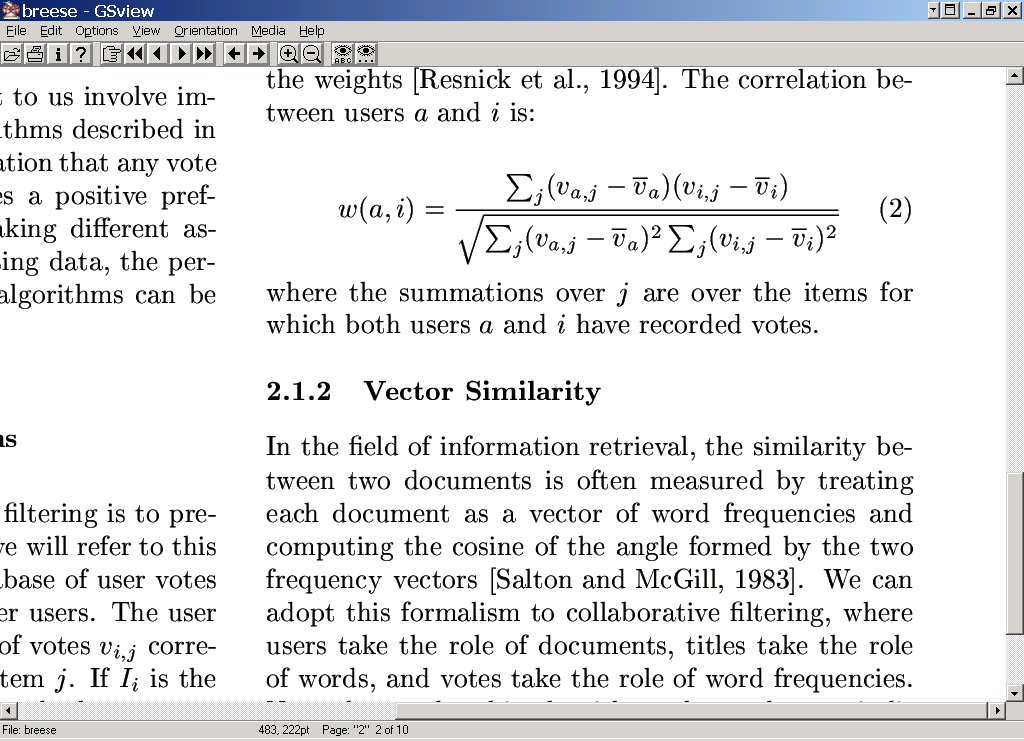 breese - GSview
File Edit Options View Orientation Media Help
t to us involve im-
ithms described in
ation that any vote
es a positive pref-
aking different as-
sing data, the per-
algorithms can be
ns
filtering is to pre-
ve will refer to this
abase of user votes
er users. The user
of votes v_{i,j} corre-
tem j. If I_i is the
the weights [Resnick et al., 1994]. The correlation be-
tween users a and i is:
w(a, i) = \frac{\sum_j (v_{a,j} - \overline{v}_a)(v_{i,j} - \overline{v}_i)}{\sqrt{\sum_j (v_{a,j} - \overline{v}_a)^2 \sum_j (v_{i,j} - \overline{v}_i)^2}} (2)
where the summations over j are over the items for
which both users a and i have recorded votes.
2.1.2 Vector Similarity
In the field of information retrieval, the similarity be-
tween two documents is often measured by treating
each document as a vector of word frequencies and
computing the cosine of the angle formed by the two
frequency vectors [Salton and McGill, 1983]. We can
adopt this formalism to collaborative filtering, where
users take the role of documents, titles take the role
of words, and votes take the role of word frequencies.
File: breese 483, 222pt Page: "2" 2 of 10